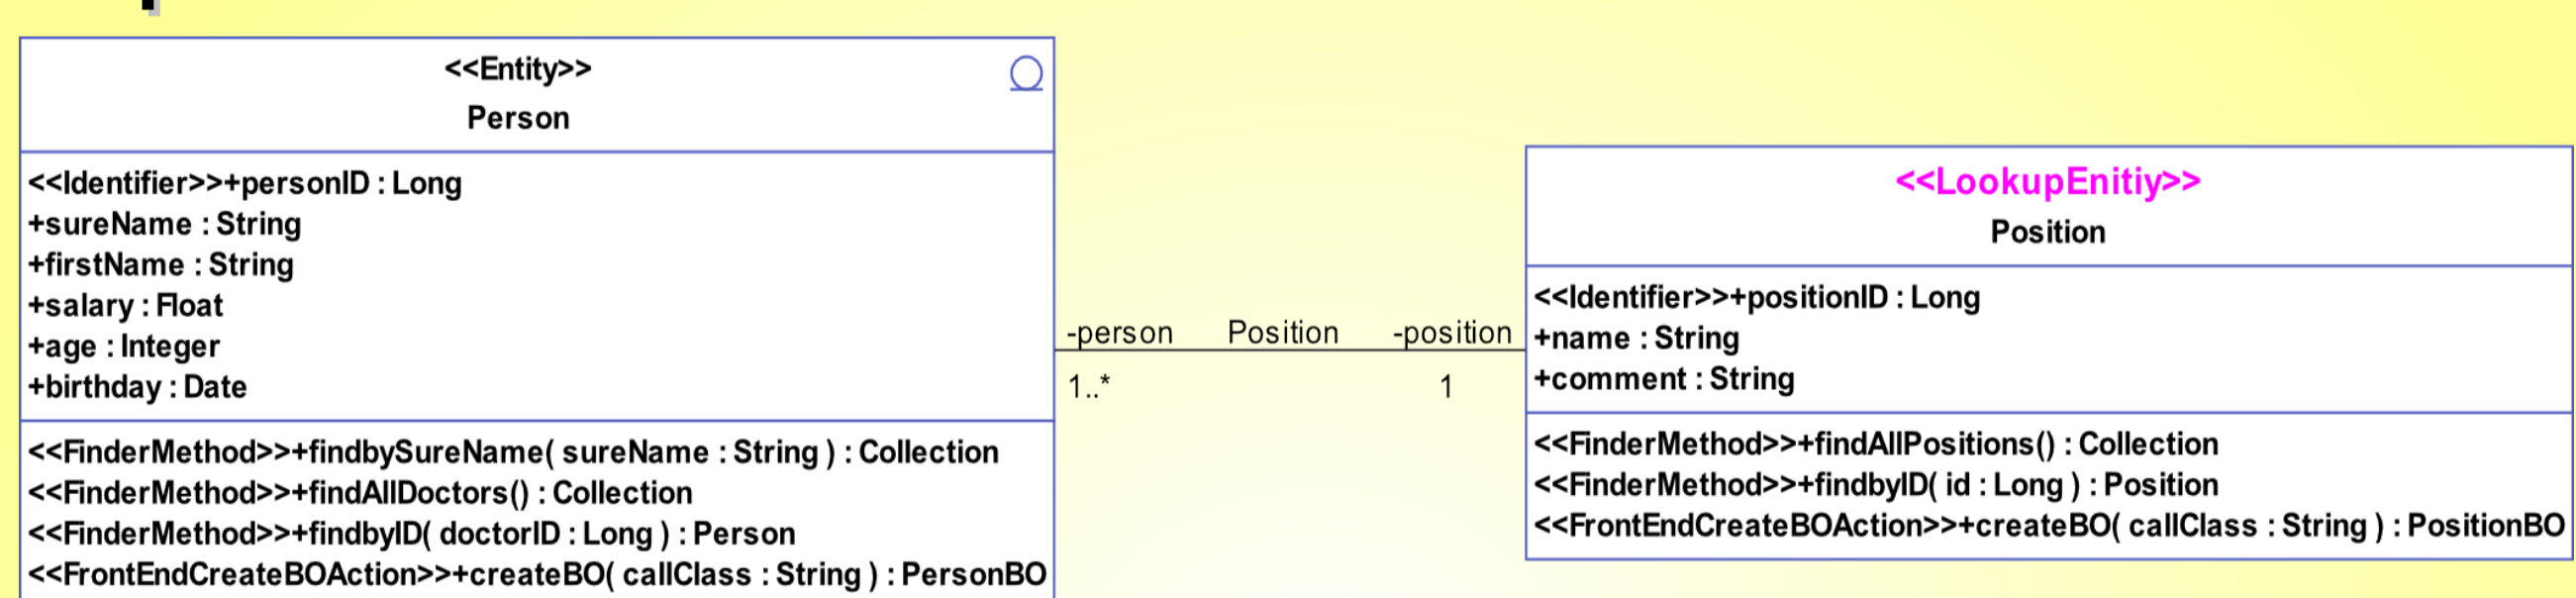 <<Entity>>
Person
<<Identifier>>+personID : Long
+sureName : String
+firstName : String
+salary : Float
+age : Integer
+birthday : Date
<<FinderMethod>>+findbySureName( sureName : String ) : Collection
<<FinderMethod>>+findAllDoctors() : Collection
<<FinderMethod>>+findbyID( doctorID : Long ) : Person
<<FrontEndCreateBOAction>>+createBO( callClass : String ) : PersonBO
-person Position -position
1..* 1
<<LookupEnitiy>>
Position
<<Identifier>>+positionID : Long
+name : String
+comment : String
<<FinderMethod>>+findAllPositions() : Collection
<<FinderMethod>>+findbyID( id : Long ) : Position
<<FrontEndCreateBOAction>>+createBO( callClass : String ) : PositionBO